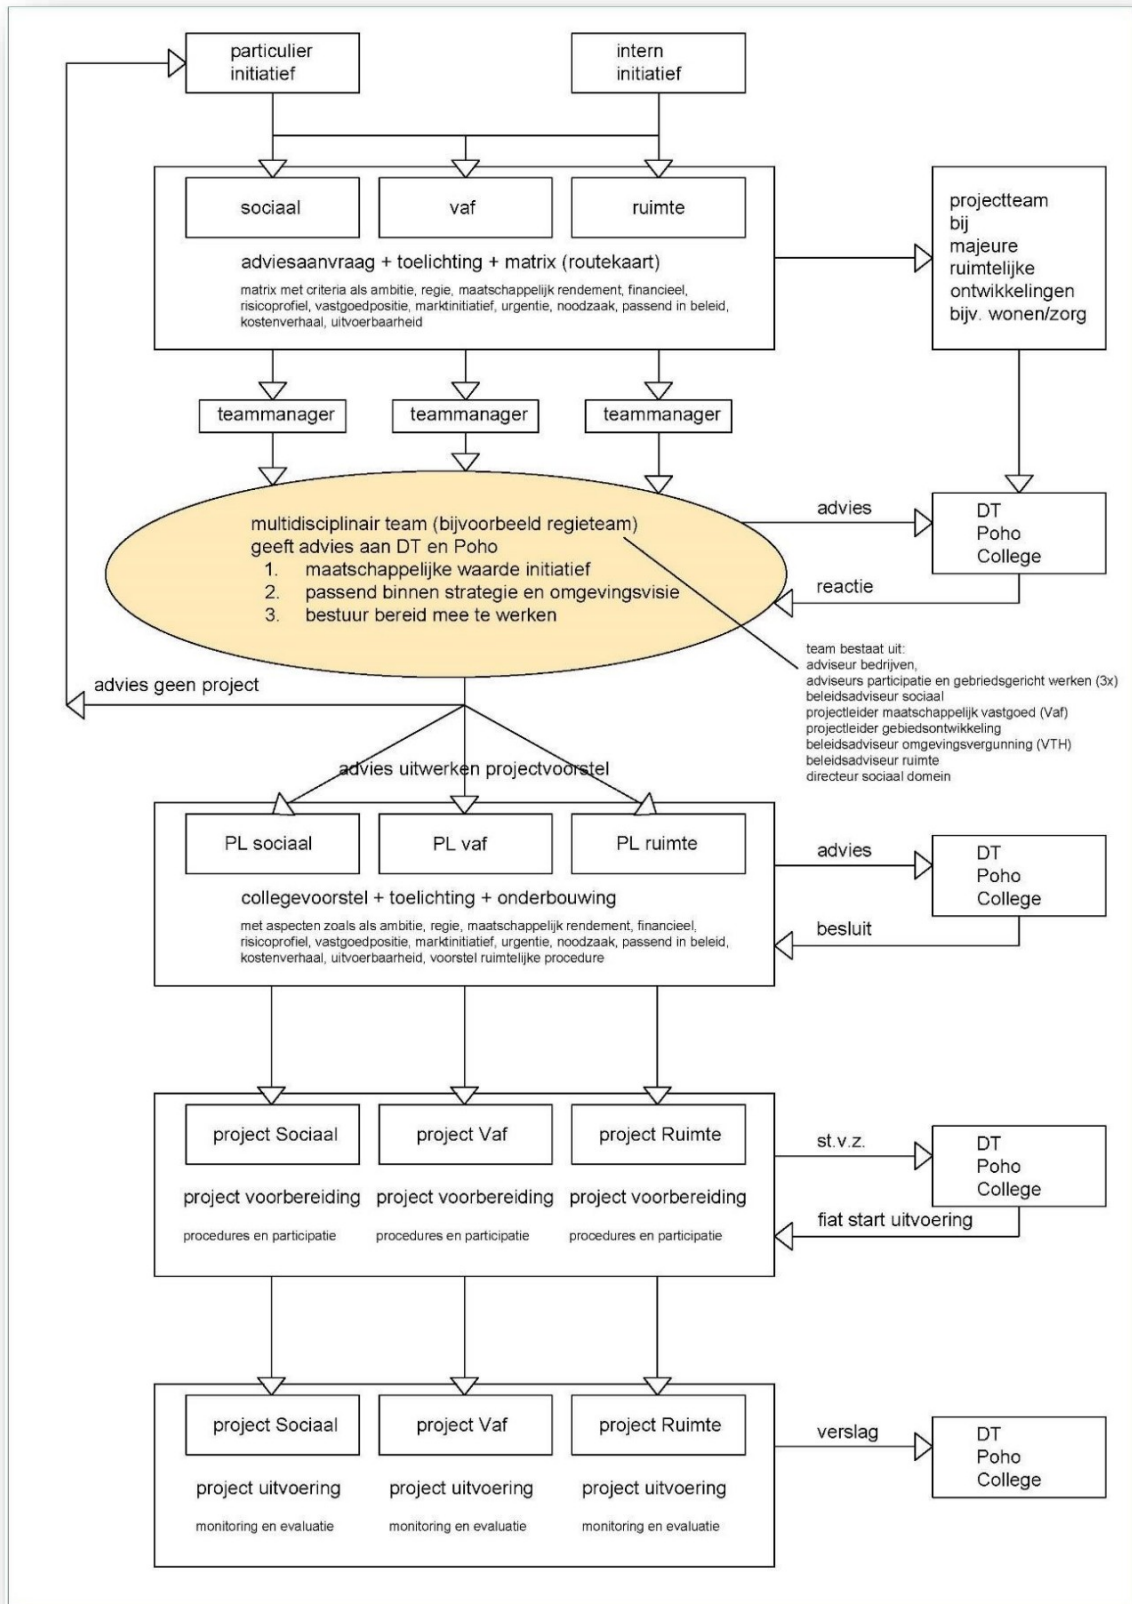 particulier
initiatief
intern
initiatief
sociaal
vaf
ruimte
adviesaanvraag + toelichting + matrix (routekaart)
matrix met criteria als ambitie, regie, maatschappelijk rendement, financieel,
risicoprofiel, vastgoedpositie, marktinitiatief, urgentie, noodzaak, passend in beleid,
kostenverhaal, uitvoerbaarheid
projectteam
bij
majeure
ruimtelijke
ontwikkelingen
bijv. wonen/zorg
teammanager
teammanager
teammanager
multidisciplinair team (bijvoorbeeld regieteam)
geeft advies aan DT en Poho
1. maatschappelijke waarde initiatief
2. passend binnen strategie en omgevingsvisie
3. bestuur bereid mee te werken
advies
DT
Poho
College
reactie
team bestaat uit:
adviseur bedrijven,
adviseurs participatie en gebriedsgericht werken (3x)
beleidsadviseur sociaal
projectleider maatschappelijk vastgoed (Vaf)
projectleider gebiedsontwikkeling
beleidsadviseur omgevingsvergunning (VTH)
beleidsadviseur ruimte
directeur sociaal domein
advies geen project
advies uitwerken projectvoorstel
PL sociaal
PL vaf
PL ruimte
collegevoorstel + toelichting + onderbouwing
met aspecten zoals als ambitie, regie, maatschappelijk rendement, financieel,
risicoprofiel, vastgoedpositie, marktinitiatief, urgentie, noodzaak, passend in beleid,
kostenverhaal, uitvoerbaarheid, voorstel ruimtelijke procedure
advies
DT
Poho
College
besluit
project Sociaal
project Vaf
project Ruimte
project voorbereiding
project voorbereiding
project voorbereiding
procedures en participatie
procedures en participatie
procedures en participatie
st.v.z.
DT
Poho
College
fiat start uitvoering
project Sociaal
project Vaf
project Ruimte
project uitvoering
project uitvoering
project uitvoering
monitoring en evaluatie
monitoring en evaluatie
monitoring en evaluatie
verslag
DT
Poho
College